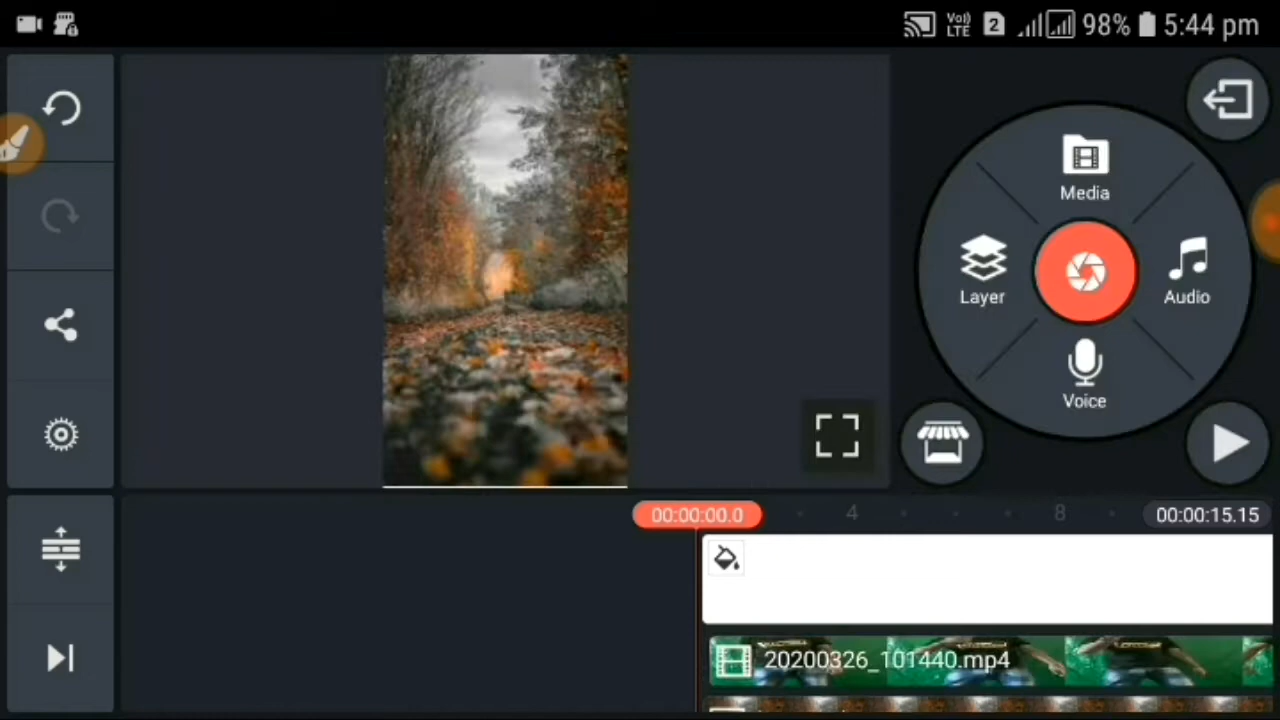 Vo))
LTE 2 98% 5:44 pm
Media
Layer
Audio
Voice
00:00:00.0 4 8 00:00:15.15
20200326_101440.mp4